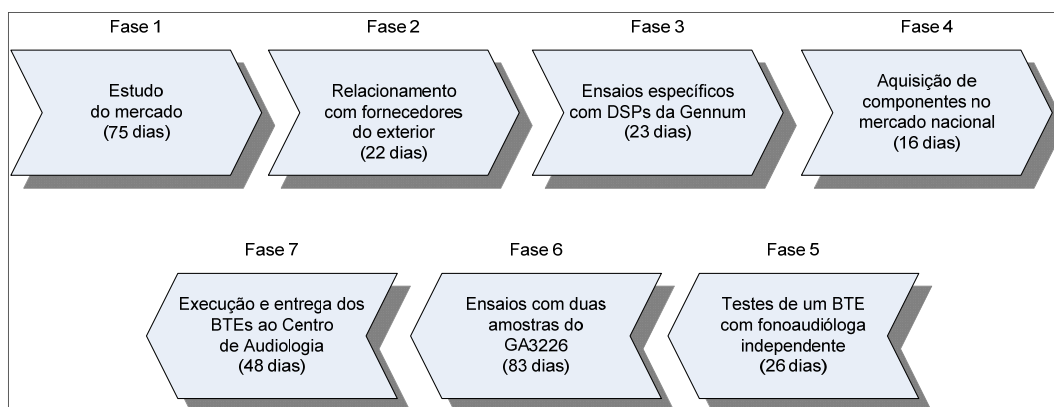 Fase 1
Estudo
do mercado
(75 dias)
Fase 2
Relacionamento
com fornecedores
do exterior
(22 dias)
Fase 3
Ensaios específicos
com DSPs da Gennum
(23 dias)
Fase 4
Aquisição de
componentes no
mercado nacional
(16 dias)
Fase 5
Testes de um BTE
com fonoaudióloga
independente
(26 dias)
Fase 6
Ensaios com duas
amostras do
GA3226
(83 dias)
Fase 7
Execução e entrega dos
BTEs ao Centro
de Audiologia
(48 dias)